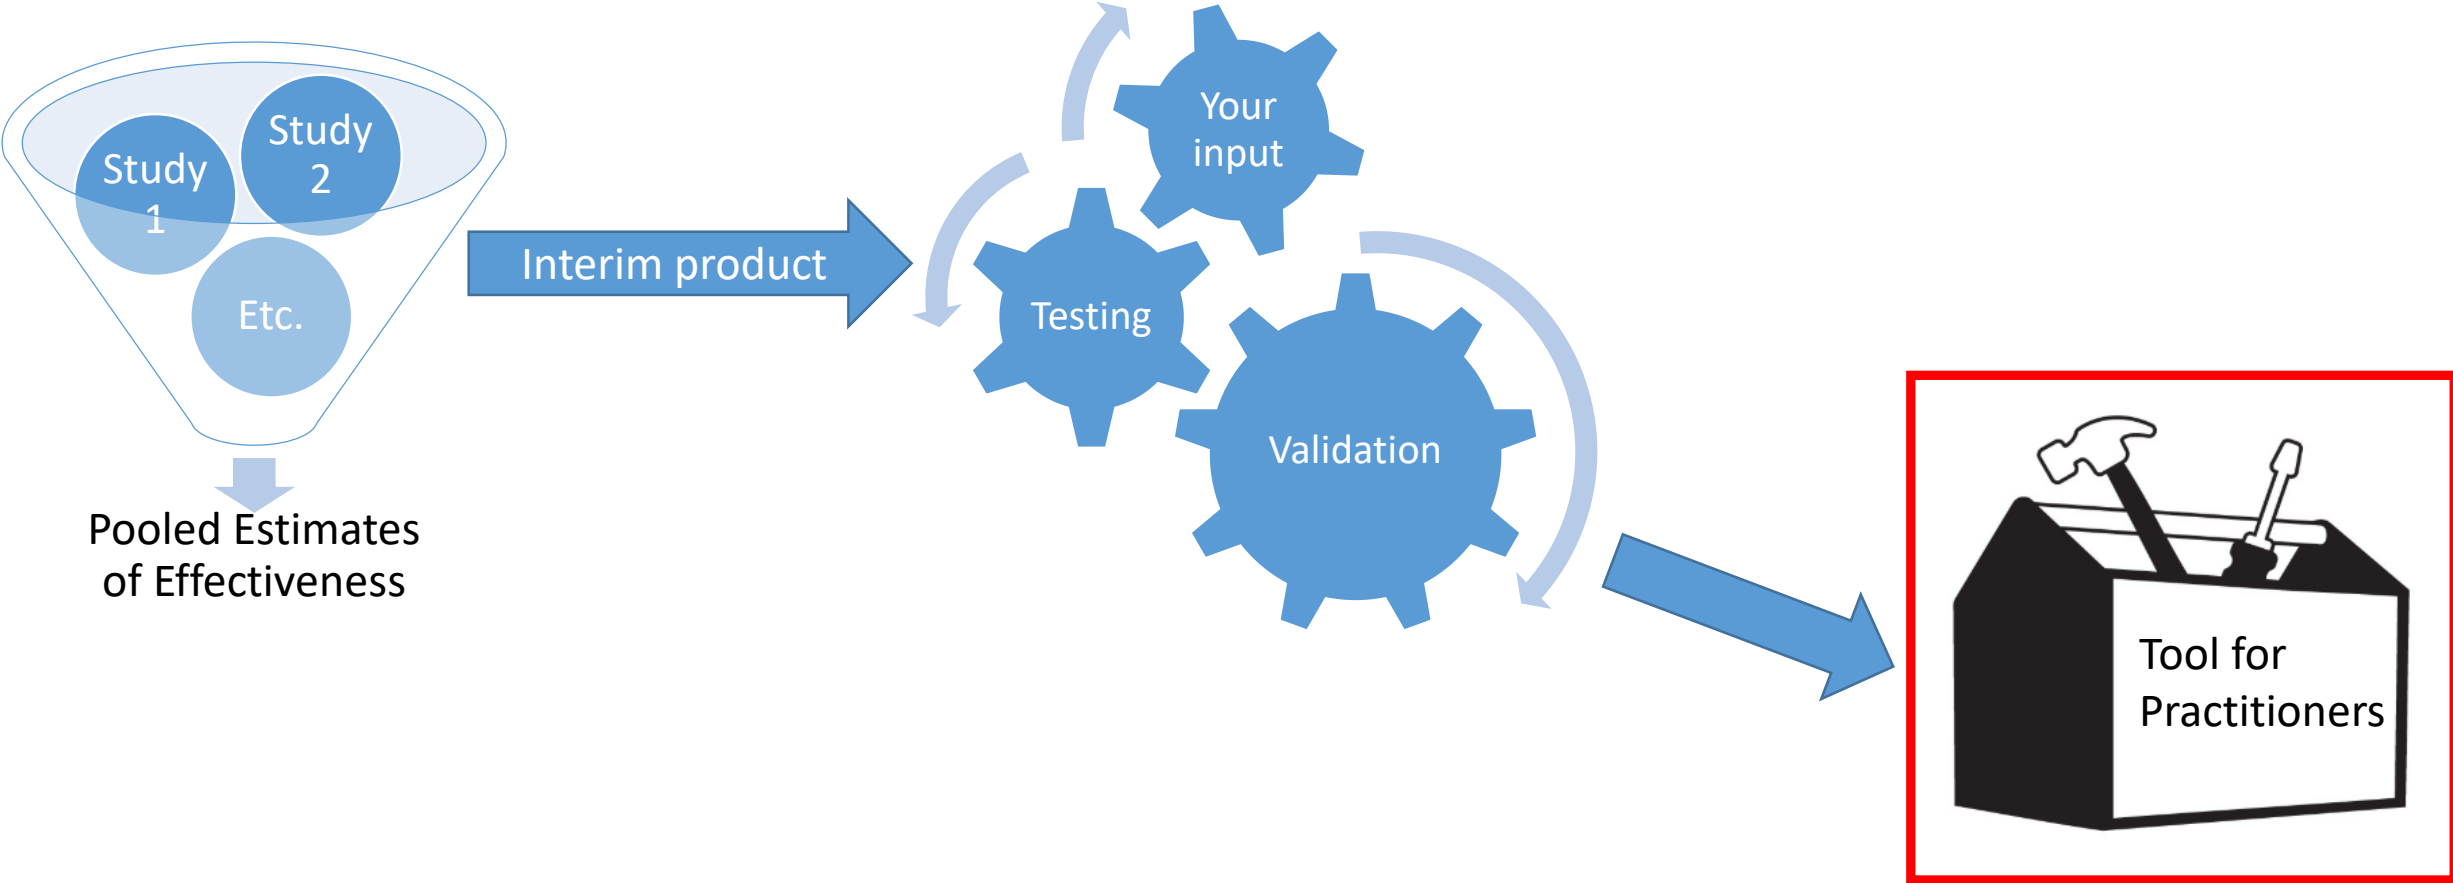 Study
1
Study
2
Etc.
Pooled Estimates
of Effectiveness
Interim product
Your
input
Testing
Validation
Tool for
Practitioners